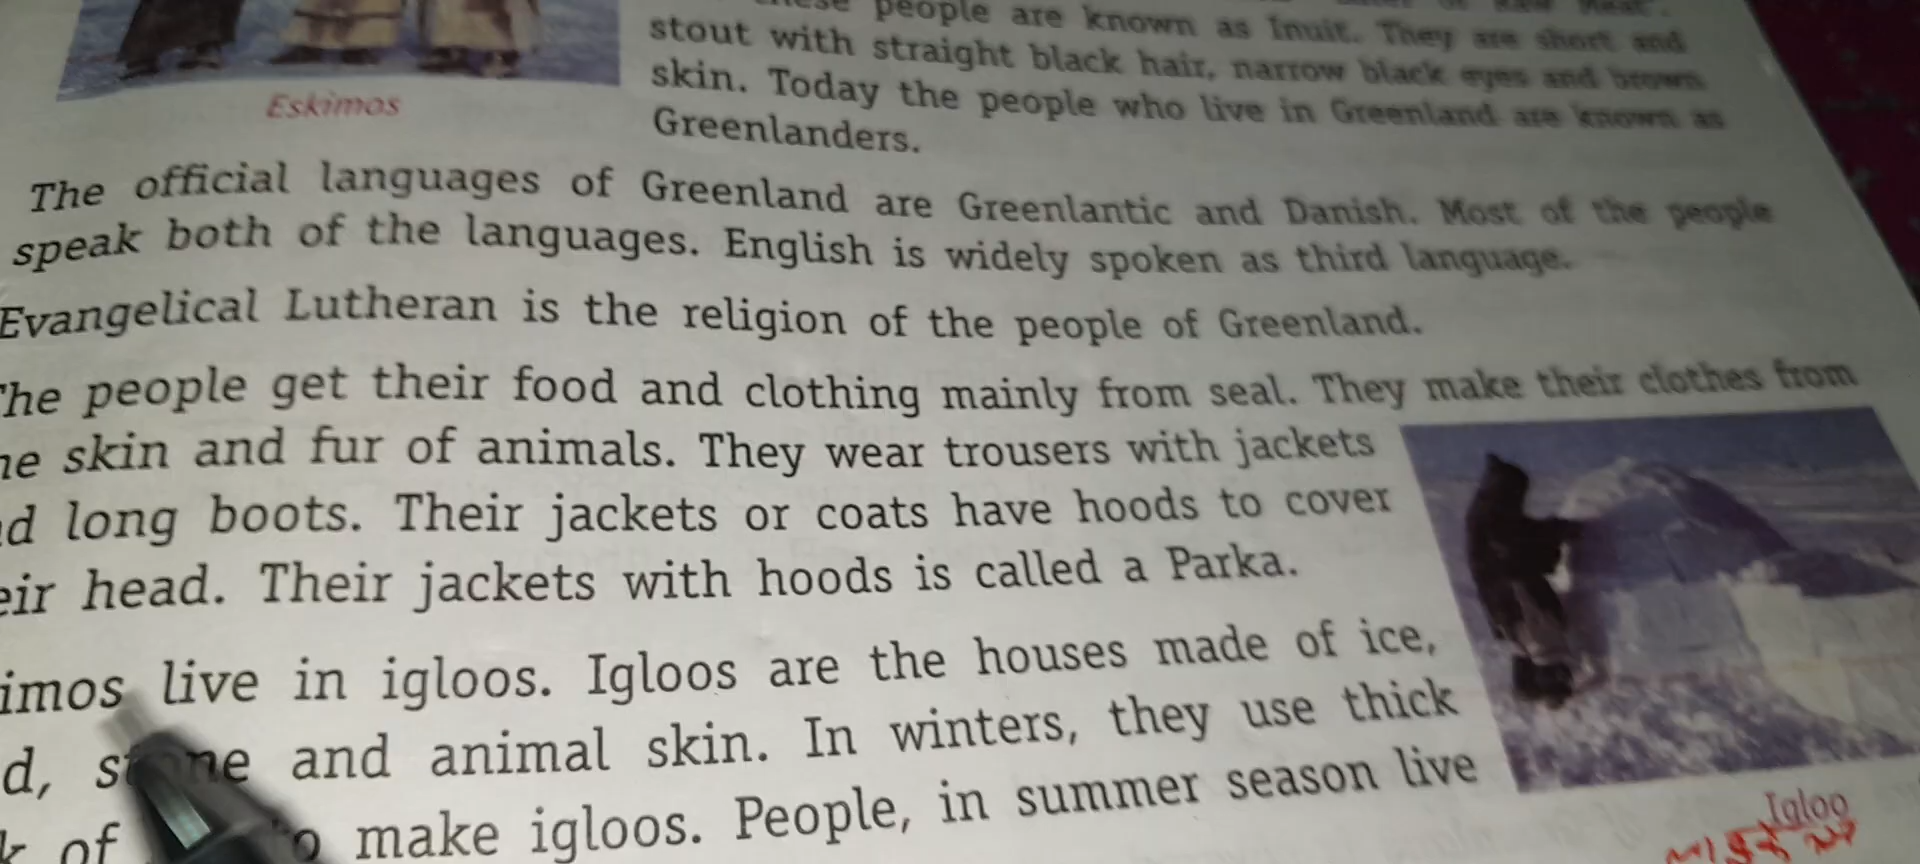 people are known as Inuit. They are short and
stout with straight black hair, narrow black eyes and brown
skin. Today the people who live in Greenland are known as
Greenlanders.
Eskimos
The official languages of Greenland are Greenlantic and Danish. Most of the people
speak both of the languages. English is widely spoken as third language.
Evangelical Lutheran is the religion of the people of Greenland.
he people get their food and clothing mainly from seal. They make their clothes from
skin and fur of animals. They wear trousers with jackets
d long boots. Their jackets or coats have hoods to cover
eir head. Their jackets with hoods is called a Parka.
imos live in igloos. Igloos are the houses made of ice,
d, and animal skin. In winters, they use thick
of make igloos. People, in summer season live
Igloo